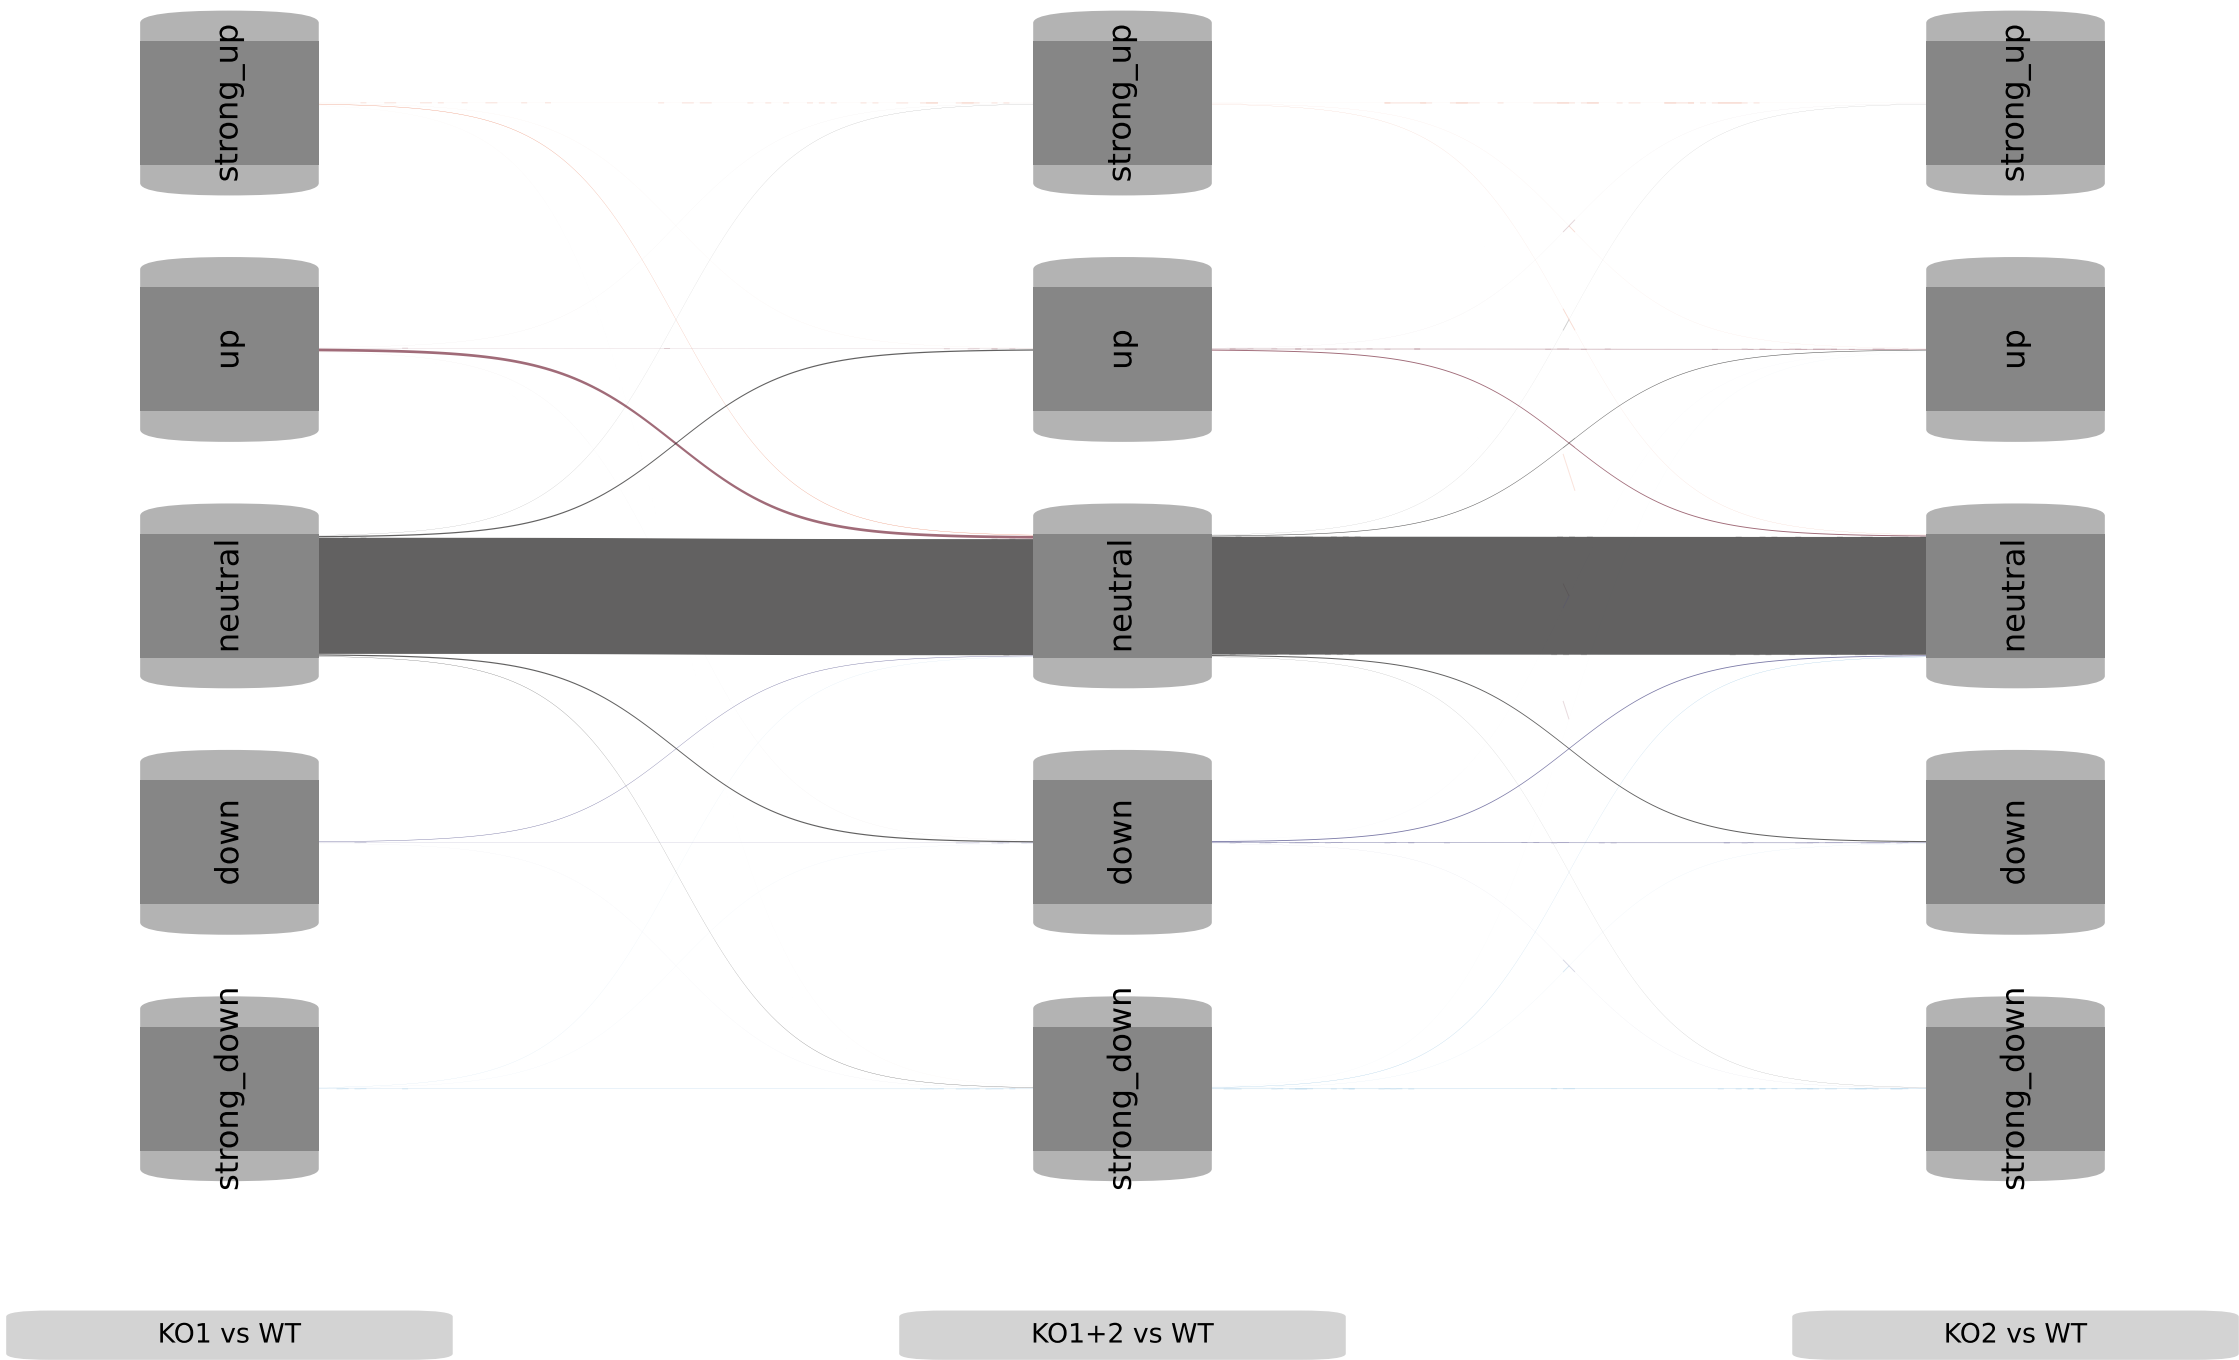 strong_up
strong_up
strong_up
up
up
up
neutral
neutral
neutral
down
down
down
strong_down
strong_down
strong_down
KO1 vs WT
KO1+2 vs WT
KO2 vs WT